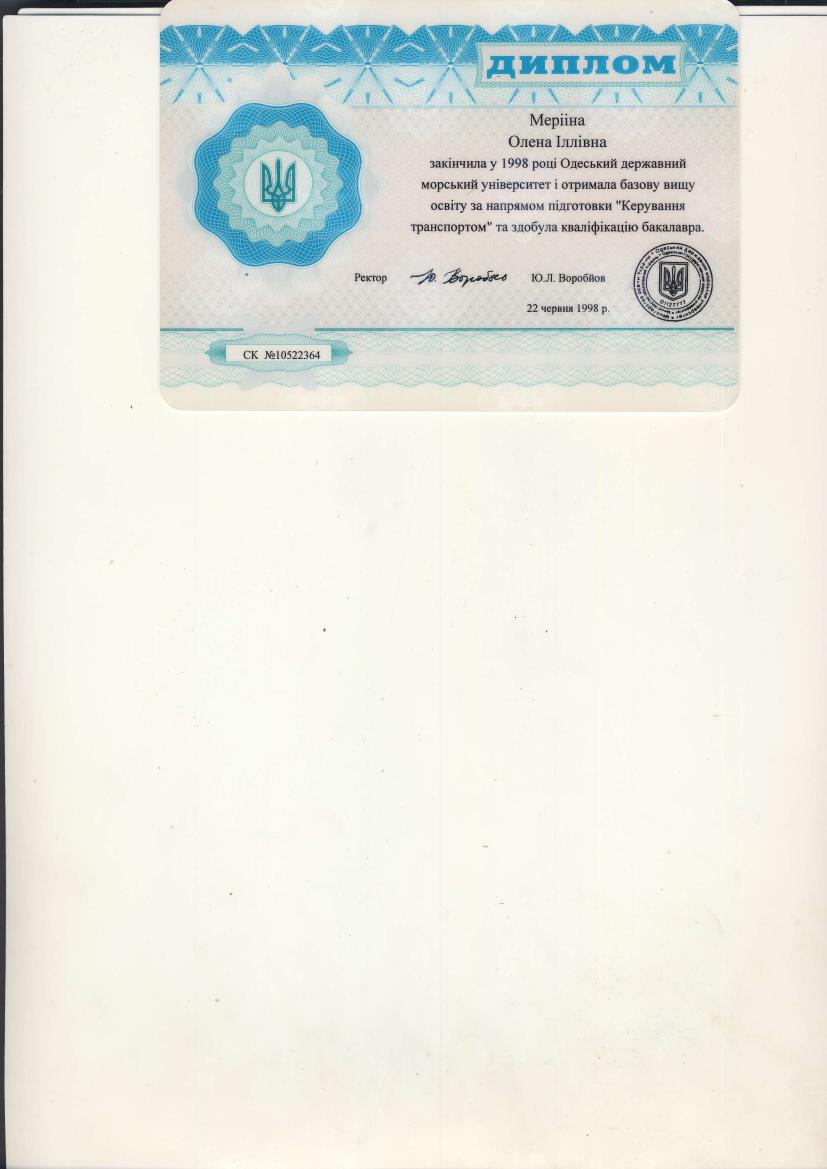 ДИПЛОМ
Мерііна
Олена Іллівна
закінчила у 1998 році Одеський державний
морський університет і отримала базову вищу
освіту за напрямом підготовки "Керування
транспортом" та здобула кваліфікацію бакалавра.
Ректор Ю. Воробйов Ю.Л. Воробйов
22 червня 1998 р.
СК №10522364